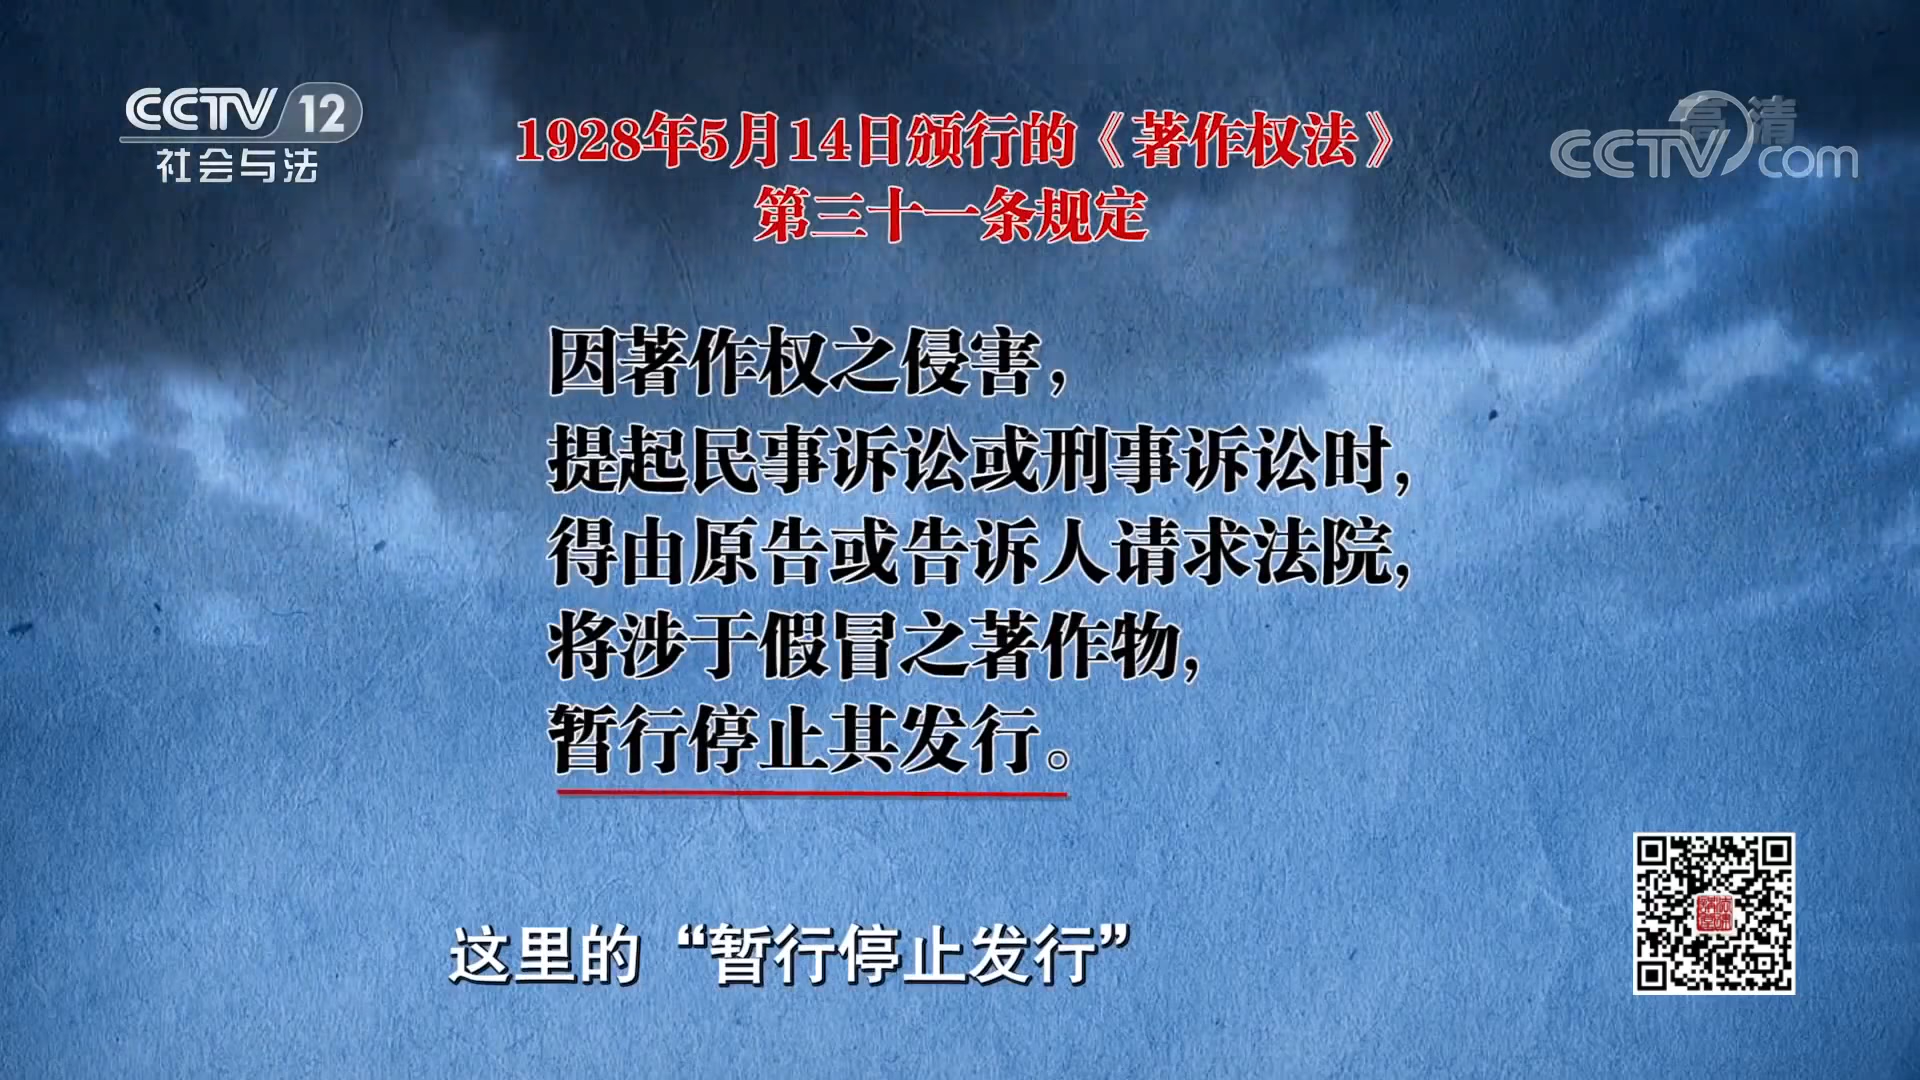 CCTV 12
社会与法
高清
CCTV com
1928年5月14日颁行的《著作权法》
第三十一条规定
因著作权之侵害，
提起民事诉讼或刑事诉讼时，
得由原告或告诉人请求法院，
将涉于假冒之著作物，
暂行停止其发行。
这里的“暂行停止发行”